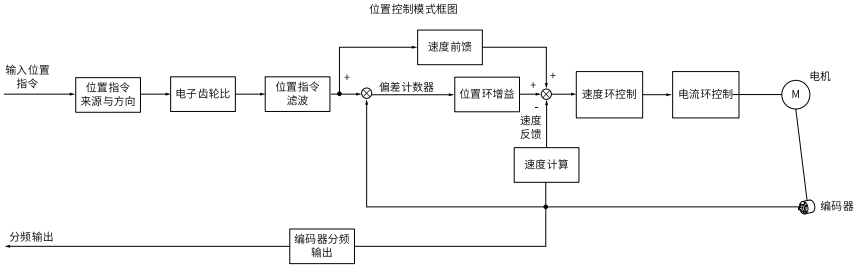 位置控制模式框图
速度前馈
输入位置
指令
位置指令
来源与方向
电子齿轮比
位置指令
滤波
+
偏差计数器
位置环增益
+
+
-
速度
反馈
速度环控制
电流环控制
电机
M
速度计算
编码器
分频输出
编码器分频
输出